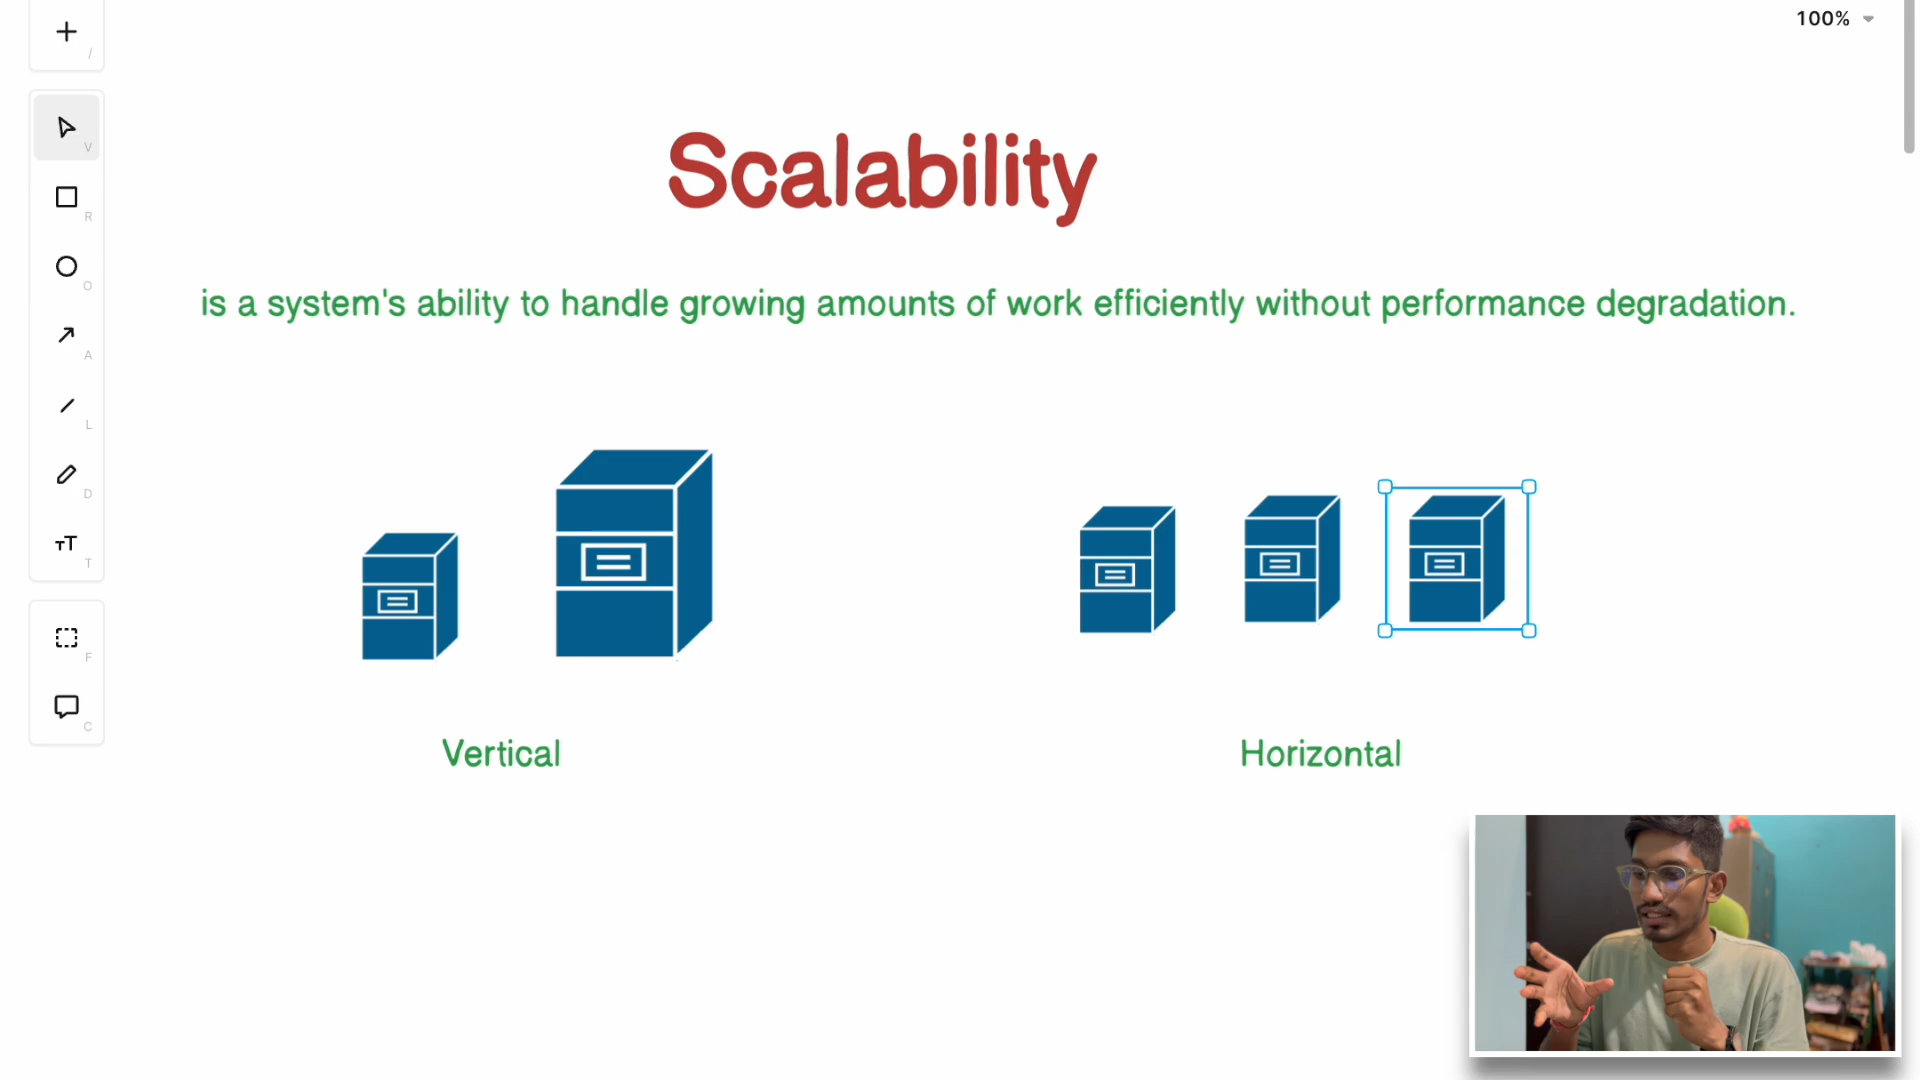 100%
/
V
Scalability
R
is a system's ability to handle growing amounts of work efficiently without performance degradation.
O
A
L
D
T
F
C
Vertical
Horizontal